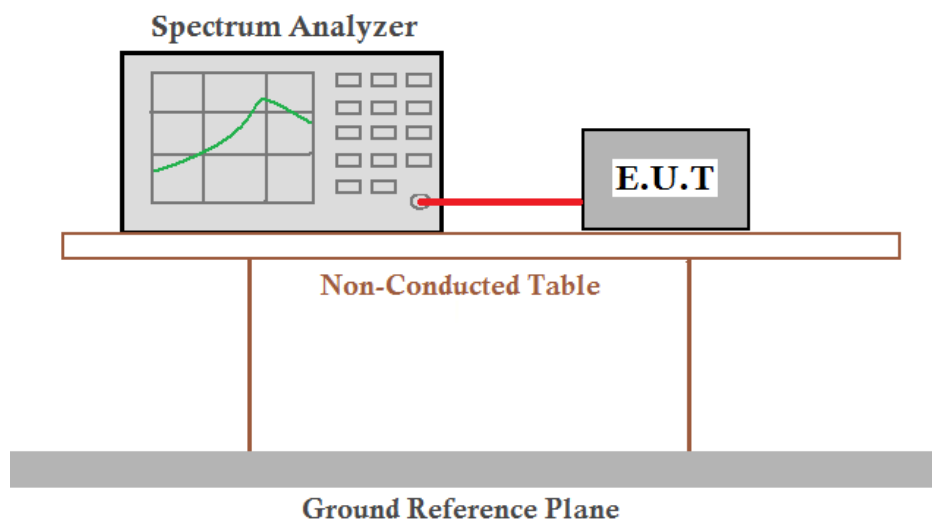 Spectrum Analyzer
E.U.T
Non-Conducted Table
Ground Reference Plane